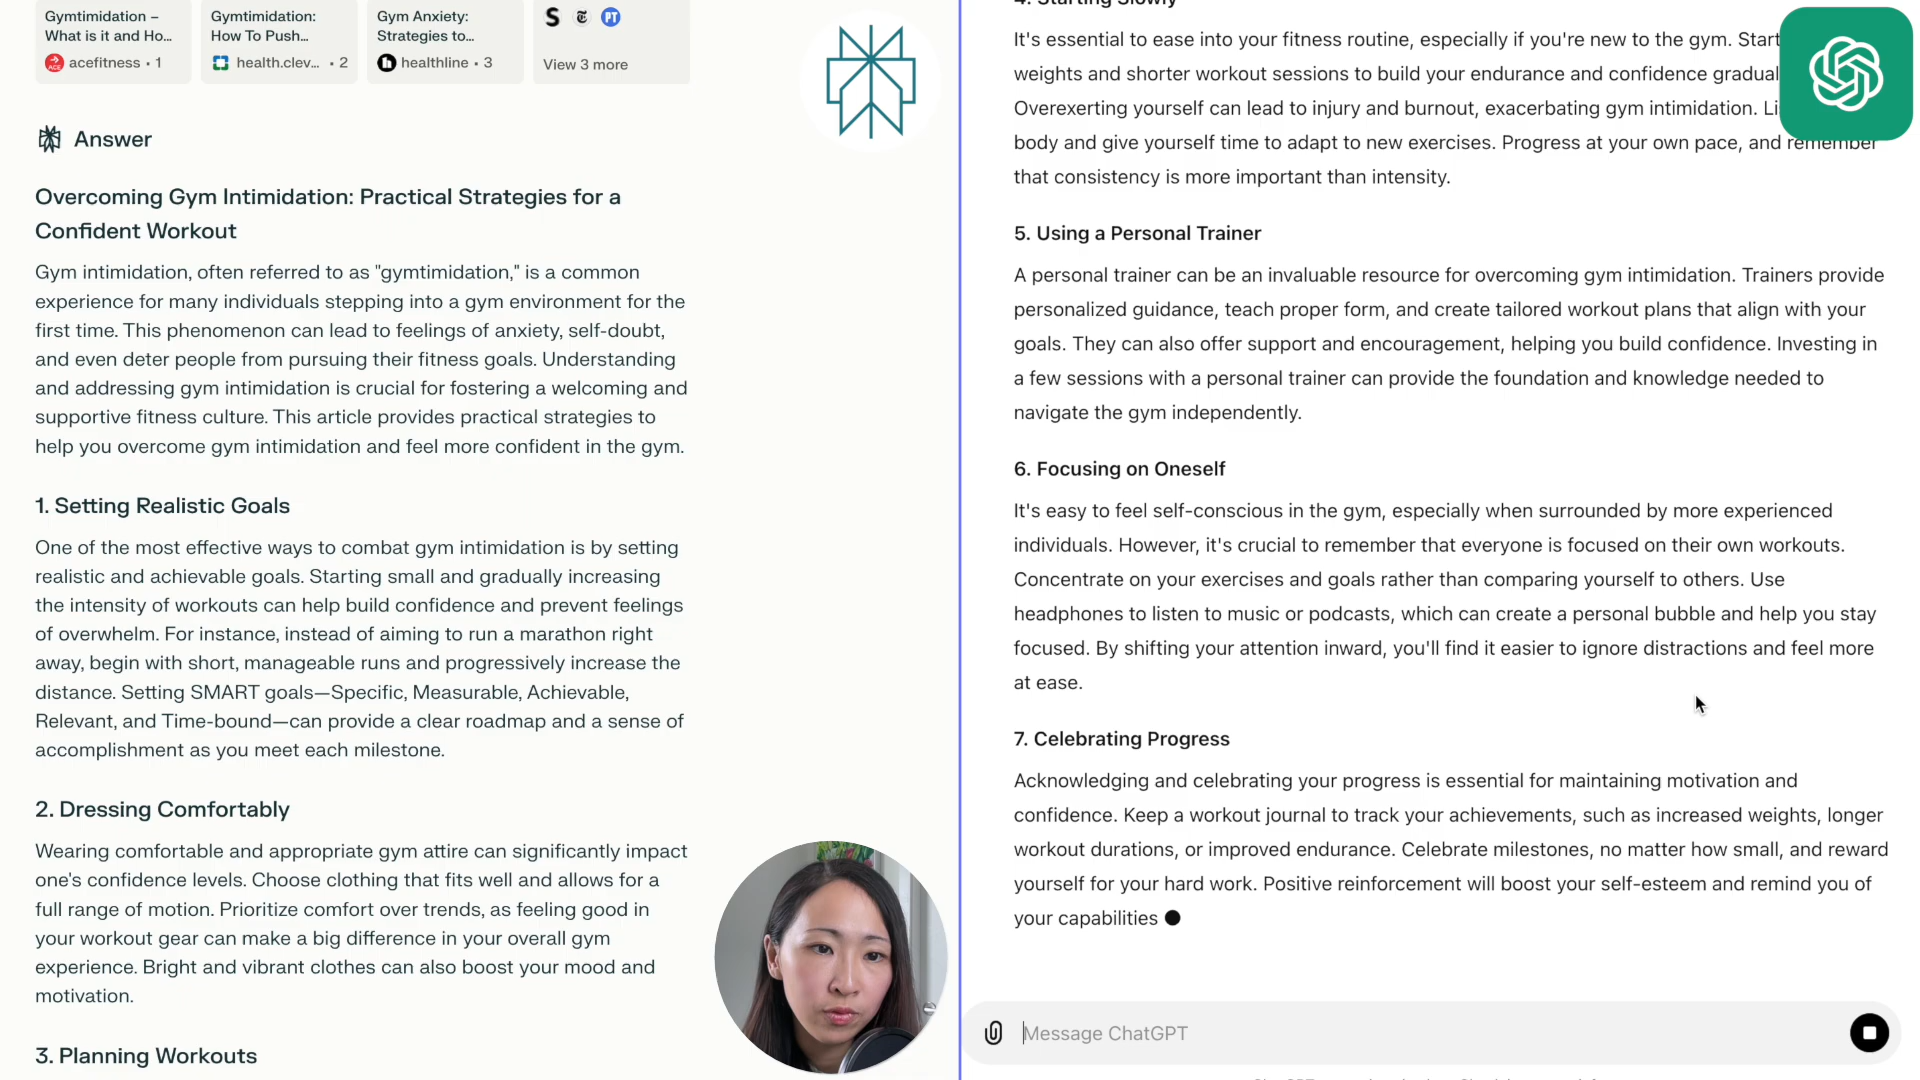 Gymtimidation –
What is it and Ho...
acefitness • 1
Gymtimidation:
How To Push...
health.clev... • 2
Gym Anxiety:
Strategies to...
healthline • 3
View 3 more
Answer
Overcoming Gym Intimidation: Practical Strategies for a
Confident Workout
Gym intimidation, often referred to as "gymtimidation," is a common
experience for many individuals stepping into a gym environment for the
first time. This phenomenon can lead to feelings of anxiety, self-doubt,
and even deter people from pursuing their fitness goals. Understanding
and addressing gym intimidation is crucial for fostering a welcoming and
supportive fitness culture. This article provides practical strategies to
help you overcome gym intimidation and feel more confident in the gym.
1. Setting Realistic Goals
One of the most effective ways to combat gym intimidation is by setting
realistic and achievable goals. Starting small and gradually increasing
the intensity of workouts can help build confidence and prevent feelings
of overwhelm. For instance, instead of aiming to run a marathon right
away, begin with short, manageable runs and progressively increase the
distance. Setting SMART goals—Specific, Measurable, Achievable,
Relevant, and Time-bound—can provide a clear roadmap and a sense of
accomplishment as you meet each milestone.
2. Dressing Comfortably
Wearing comfortable and appropriate gym attire can significantly impact
one's confidence levels. Choose clothing that fits well and allows for a
full range of motion. Prioritize comfort over trends, as feeling good in
your workout gear can make a big difference in your overall gym
experience. Bright and vibrant clothes can also boost your mood and
motivation.
3. Planning Workouts
4. Starting Slowly
It's essential to ease into your fitness routine, especially if you're new to the gym. Start
weights and shorter workout sessions to build your endurance and confidence gradual
Overexerting yourself can lead to injury and burnout, exacerbating gym intimidation. Li
body and give yourself time to adapt to new exercises. Progress at your own pace, and remember
that consistency is more important than intensity.
5. Using a Personal Trainer
A personal trainer can be an invaluable resource for overcoming gym intimidation. Trainers provide
personalized guidance, teach proper form, and create tailored workout plans that align with your
goals. They can also offer support and encouragement, helping you build confidence. Investing in
a few sessions with a personal trainer can provide the foundation and knowledge needed to
navigate the gym independently.
6. Focusing on Oneself
It's easy to feel self-conscious in the gym, especially when surrounded by more experienced
individuals. However, it's crucial to remember that everyone is focused on their own workouts.
Concentrate on your exercises and goals rather than comparing yourself to others. Use
headphones to listen to music or podcasts, which can create a personal bubble and help you stay
focused. By shifting your attention inward, you'll find it easier to ignore distractions and feel more
at ease.
7. Celebrating Progress
Acknowledging and celebrating your progress is essential for maintaining motivation and
confidence. Keep a workout journal to track your achievements, such as increased weights, longer
workout durations, or improved endurance. Celebrate milestones, no matter how small, and reward
yourself for your hard work. Positive reinforcement will boost your self-esteem and remind you of
your capabilities
Message ChatGPT